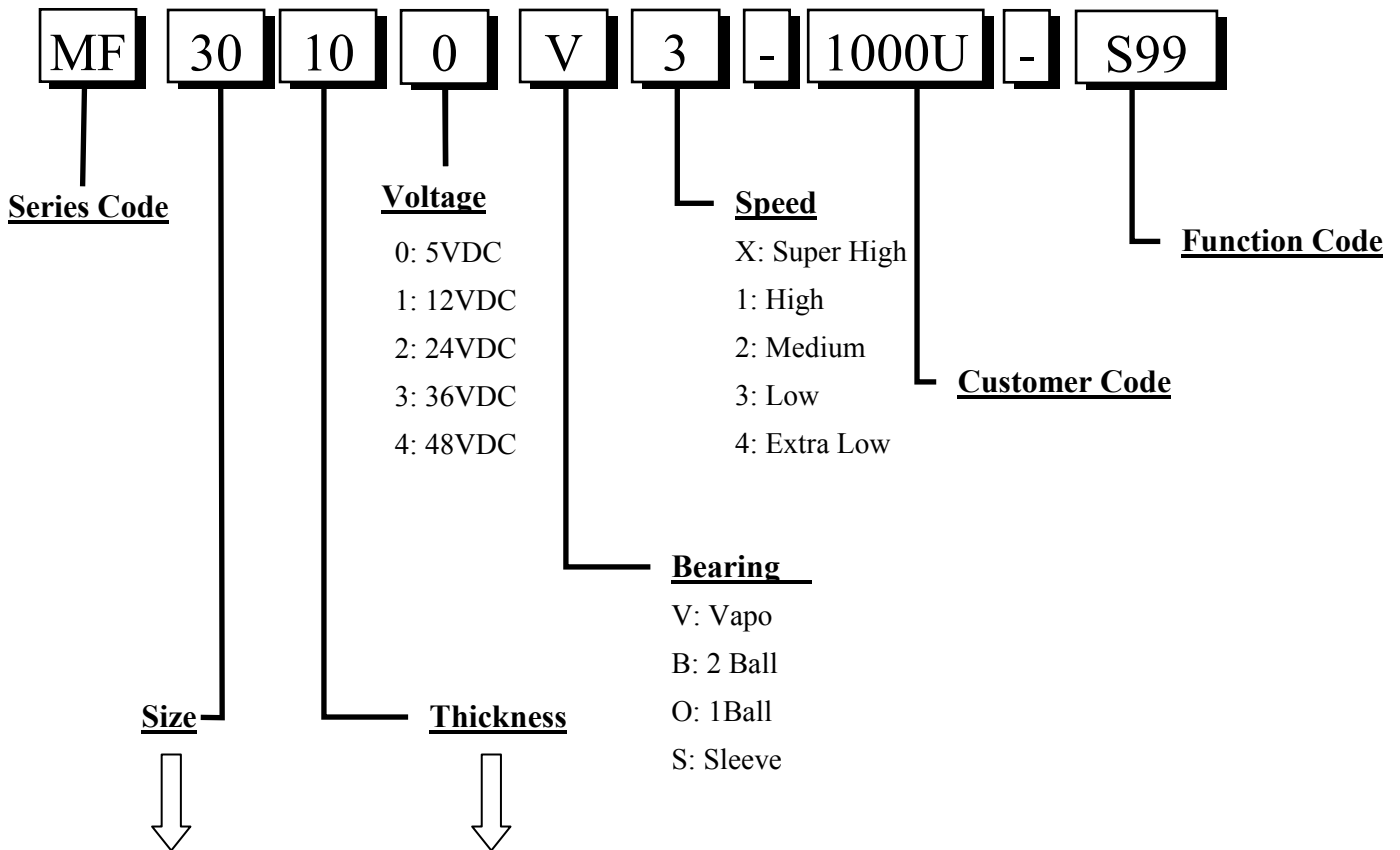 MF 30 10 0 V 3 - 1000U - S99
Series Code
Voltage
0: 5VDC
1: 12VDC
2: 24VDC
3: 36VDC
4: 48VDC
Speed
X: Super High
1: High
2: Medium
3: Low
4: Extra Low
Function Code
Customer Code
Bearing
V: Vapo
B: 2 Ball
O: 1Ball
S: Sleeve
Size
Thickness